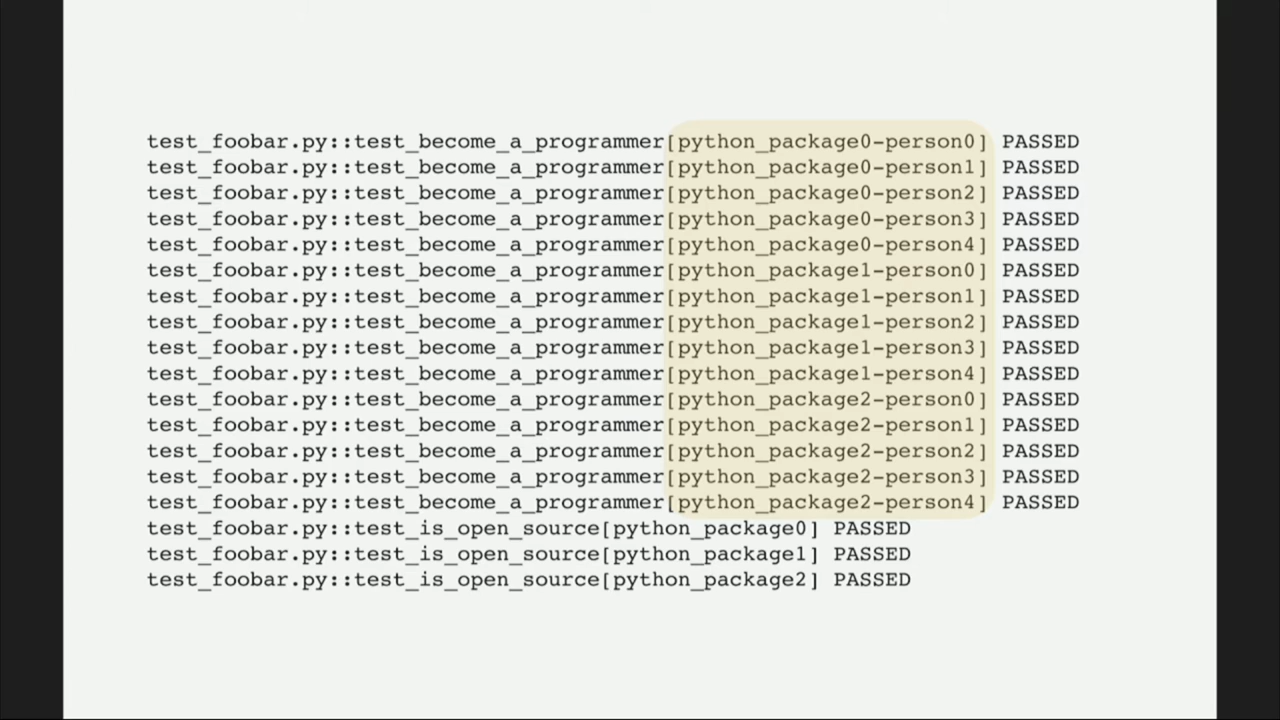 test_foobar.py::test_become_a_programmer[python_package0-person0] PASSED
test_foobar.py::test_become_a_programmer[python_package0-person1] PASSED
test_foobar.py::test_become_a_programmer[python_package0-person2] PASSED
test_foobar.py::test_become_a_programmer[python_package0-person3] PASSED
test_foobar.py::test_become_a_programmer[python_package0-person4] PASSED
test_foobar.py::test_become_a_programmer[python_package1-person0] PASSED
test_foobar.py::test_become_a_programmer[python_package1-person1] PASSED
test_foobar.py::test_become_a_programmer[python_package1-person2] PASSED
test_foobar.py::test_become_a_programmer[python_package1-person3] PASSED
test_foobar.py::test_become_a_programmer[python_package1-person4] PASSED
test_foobar.py::test_become_a_programmer[python_package2-person0] PASSED
test_foobar.py::test_become_a_programmer[python_package2-person1] PASSED
test_foobar.py::test_become_a_programmer[python_package2-person2] PASSED
test_foobar.py::test_become_a_programmer[python_package2-person3] PASSED
test_foobar.py::test_become_a_programmer[python_package2-person4] PASSED
test_foobar.py::test_is_open_source[python_package0] PASSED
test_foobar.py::test_is_open_source[python_package1] PASSED
test_foobar.py::test_is_open_source[python_package2] PASSED